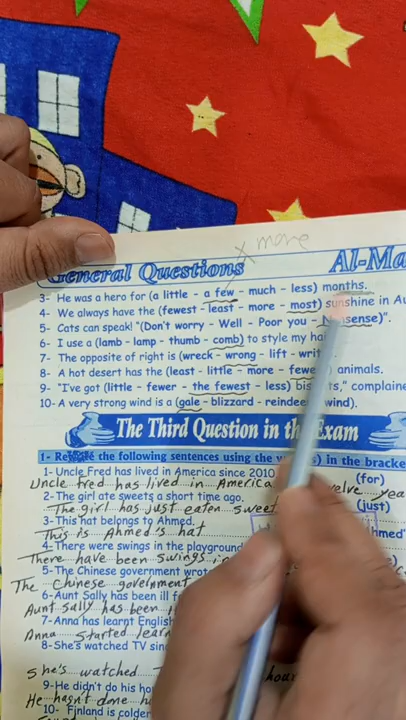 x more
General Questions Al-Ma
3- He was a hero for (a little - a few - much - less) months.
4- We always have the (fewest - least - more - most) sunshine in Au
5- Cats can speak! "(Don't worry - Well - Poor you - Nonsense)".
6- I use a (lamb - lamp - thumb - comb) to style my ha
7- The opposite of right is (wreck - wrong - lift - wri
8- A hot desert has the (least - little - more - fewe animals.
9- "I've got (little - fewer - the fewest - less) bis ts," complaine
10- A very strong wind is a (gale - blizzard - reindee wind).
The Third Question in th Exam
1- Rewrite the following sentences using the s) in the bracke
1- Uncle Fred has lived in America since 2010 (for)
Uncle fred has lived in America elve yea
2- The girl ate sweets a short time ago. (just)
The girl has just eaten sweet
3- This hat belongs to Ahmed. hmed'
This is Ahmed's hat
4- There were swings in the playgroun
There have been swings i
5- The Chinese government wrot
The Chinese government
6- Aunt Sally has been ill f
Aunt sally has been
7- Anna has learnt English
Anna started learn
8- She's watched TV sin
She's watched hour
9- He didn't do his ho
He hasn't done h
10- Finland is colder